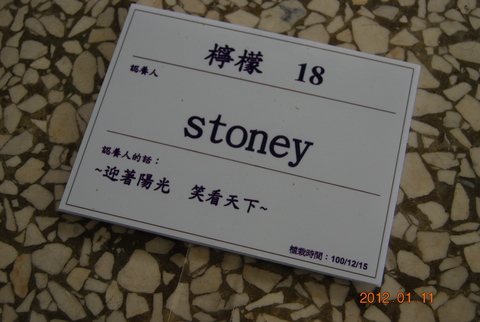 檸檬 18
認養人
stoney
認養人的話：
~迎著陽光 笑看天下~
植栽時間：100/12/15
2012 01 11